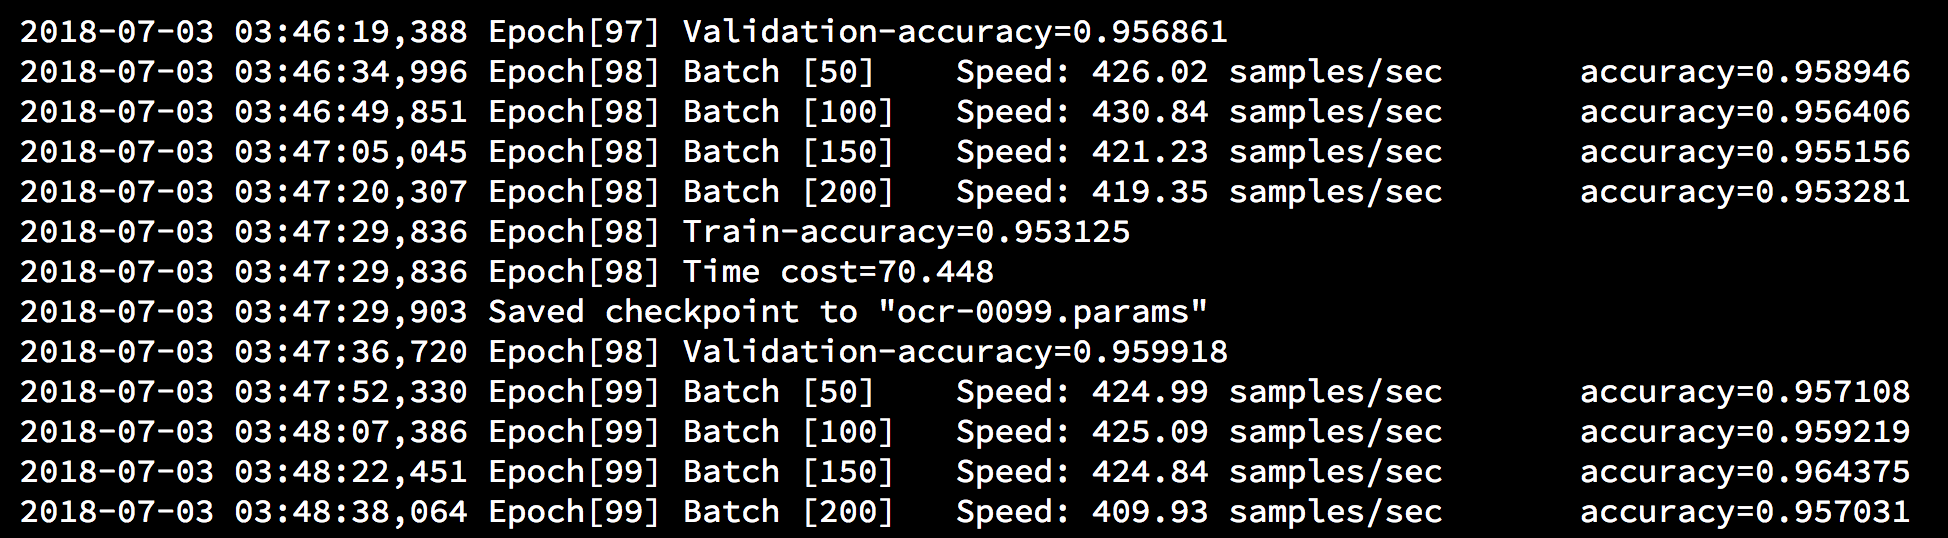 2018-07-03 03:46:19,388 Epoch[97] Validation-accuracy=0.956861
2018-07-03 03:46:34,996 Epoch[98] Batch [50]	Speed: 426.02 samples/sec	accuracy=0.958946
2018-07-03 03:46:49,851 Epoch[98] Batch [100]	Speed: 430.84 samples/sec	accuracy=0.956406
2018-07-03 03:47:05,045 Epoch[98] Batch [150]	Speed: 421.23 samples/sec	accuracy=0.955156
2018-07-03 03:47:20,307 Epoch[98] Batch [200]	Speed: 419.35 samples/sec	accuracy=0.953281
2018-07-03 03:47:29,836 Epoch[98] Train-accuracy=0.953125
2018-07-03 03:47:29,836 Epoch[98] Time cost=70.448
2018-07-03 03:47:29,903 Saved checkpoint to "ocr-0099.params"
2018-07-03 03:47:36,720 Epoch[98] Validation-accuracy=0.959918
2018-07-03 03:47:52,330 Epoch[99] Batch [50]	Speed: 424.99 samples/sec	accuracy=0.957108
2018-07-03 03:48:07,386 Epoch[99] Batch [100]	Speed: 425.09 samples/sec	accuracy=0.959219
2018-07-03 03:48:22,451 Epoch[99] Batch [150]	Speed: 424.84 samples/sec	accuracy=0.964375
2018-07-03 03:48:38,064 Epoch[99] Batch [200]	Speed: 409.93 samples/sec	accuracy=0.957031